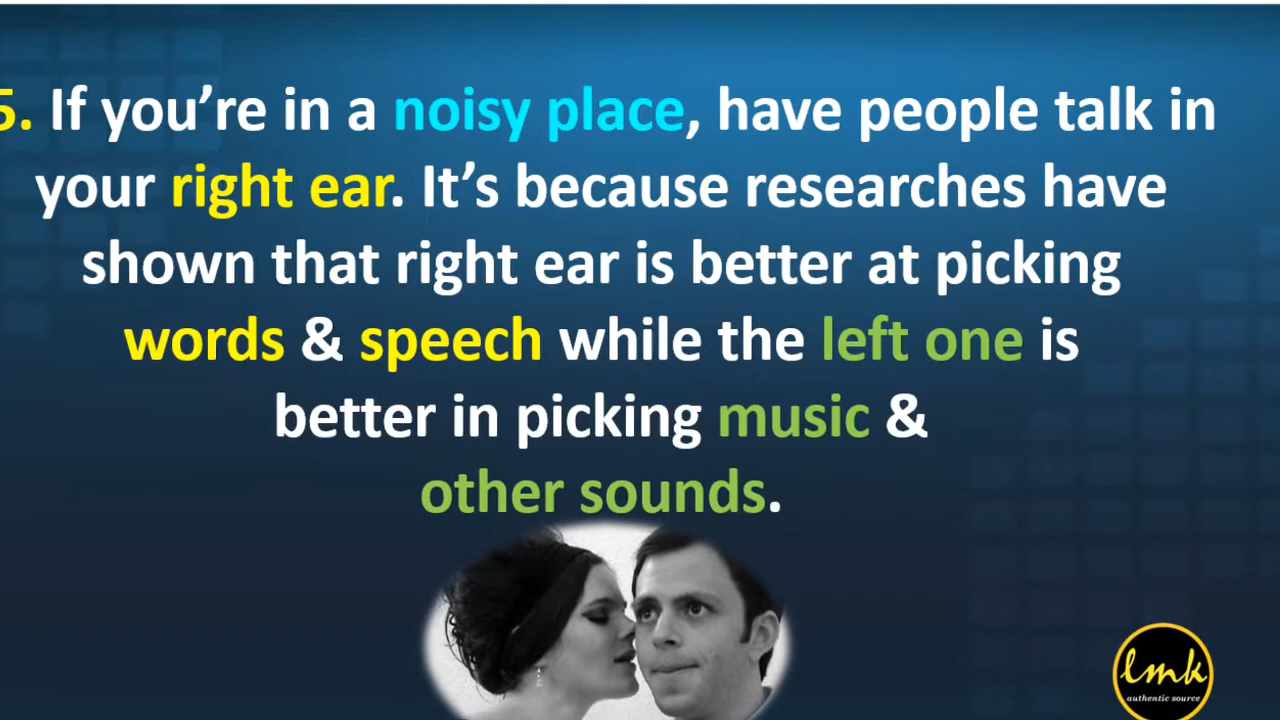 5. If you’re in a noisy place, have people talk in
your right ear. It’s because researches have
shown that right ear is better at picking
words & speech while the left one is
better in picking music &
other sounds.
lmk
authentic source